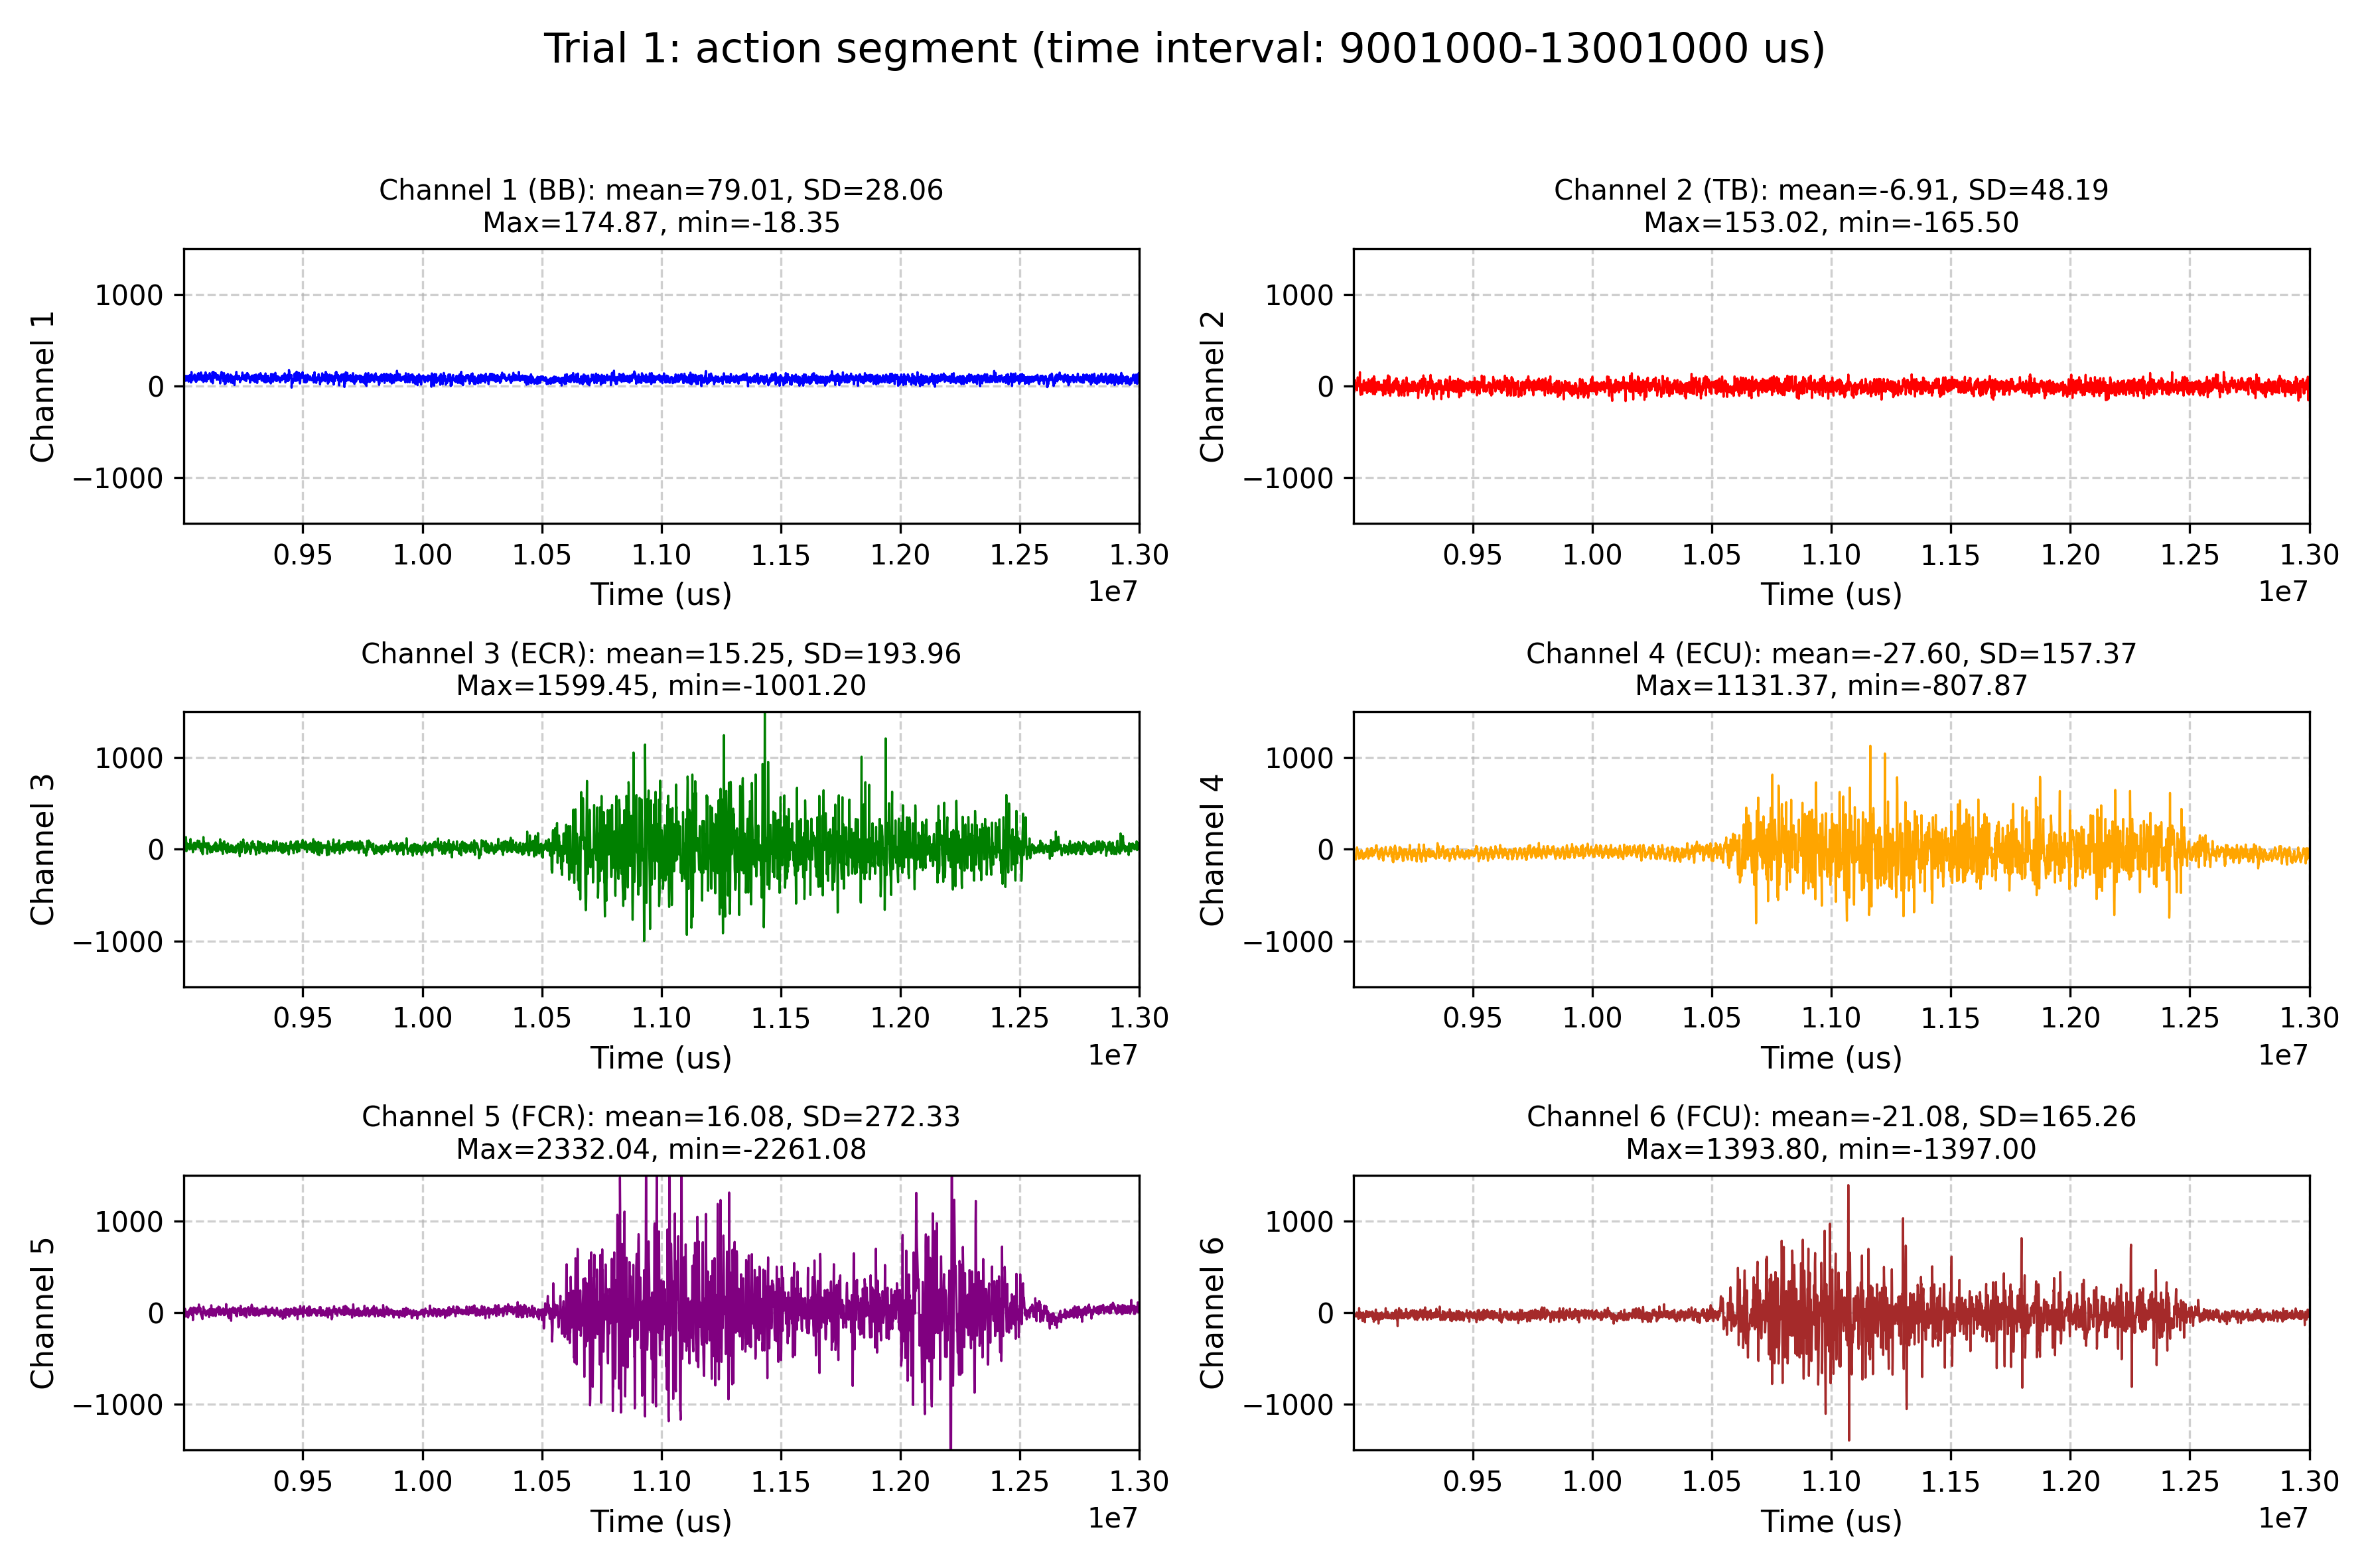 Trial 1: action segment (time interval: 9001000-13001000 us)
Channel 1 (BB): mean=79.01, SD=28.06
Max=174.87, min=-18.35
Channel 1
1000
0
−1000
0.95 1.00 1.05 1.10 1.15 1.20 1.25 1.30
Time (us)
1e7
Channel 2 (TB): mean=-6.91, SD=48.19
Max=153.02, min=-165.50
Channel 2
1000
0
−1000
0.95 1.00 1.05 1.10 1.15 1.20 1.25 1.30
Time (us)
1e7
Channel 3 (ECR): mean=15.25, SD=193.96
Max=1599.45, min=-1001.20
Channel 3
1000
0
−1000
0.95 1.00 1.05 1.10 1.15 1.20 1.25 1.30
Time (us)
1e7
Channel 4 (ECU): mean=-27.60, SD=157.37
Max=1131.37, min=-807.87
Channel 4
1000
0
−1000
0.95 1.00 1.05 1.10 1.15 1.20 1.25 1.30
Time (us)
1e7
Channel 5 (FCR): mean=16.08, SD=272.33
Max=2332.04, min=-2261.08
Channel 5
1000
0
−1000
0.95 1.00 1.05 1.10 1.15 1.20 1.25 1.30
Time (us)
1e7
Channel 6 (FCU): mean=-21.08, SD=165.26
Max=1393.80, min=-1397.00
Channel 6
1000
0
−1000
0.95 1.00 1.05 1.10 1.15 1.20 1.25 1.30
Time (us)
1e7